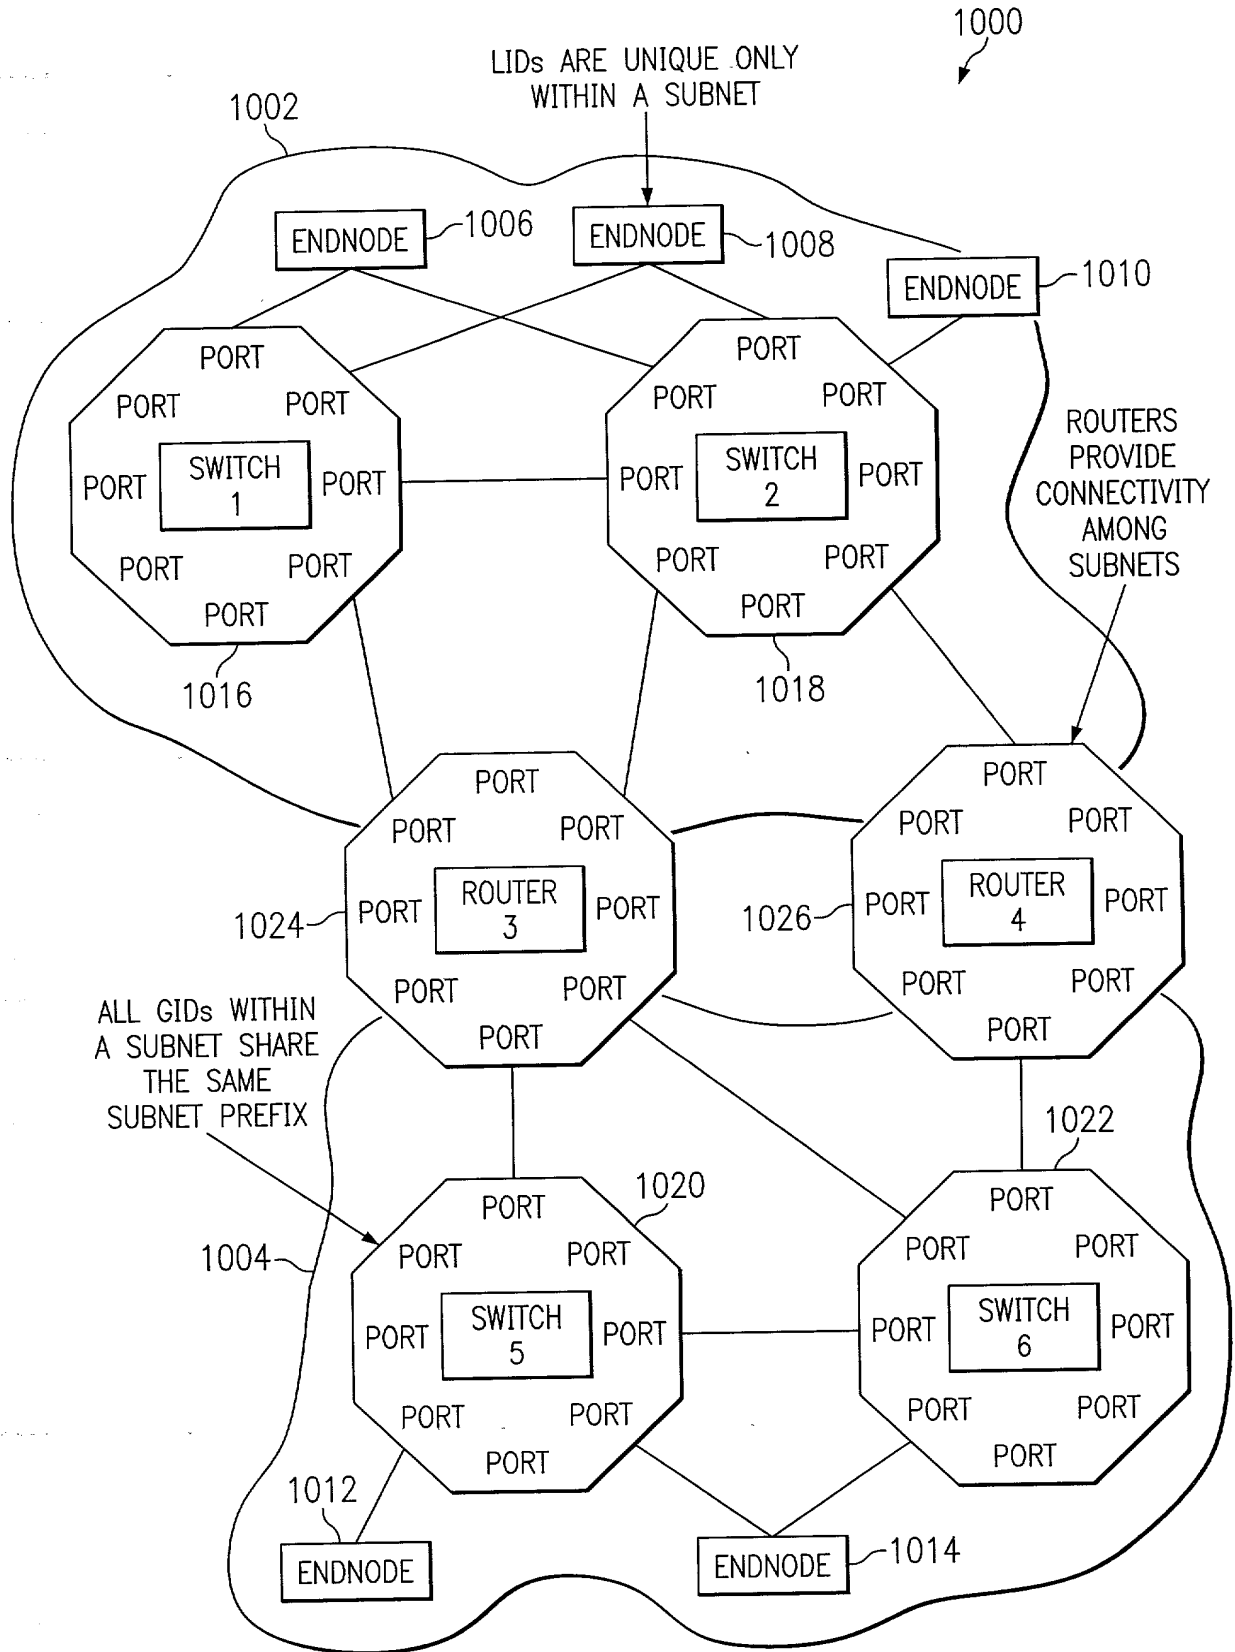 1000
LIDs ARE UNIQUE ONLY
WITHIN A SUBNET
1002
ENDNODE
1006
ENDNODE
1008
ENDNODE
1010
PORT
PORT
PORT
PORT
SWITCH
1
PORT
PORT
PORT
PORT
1016
PORT
PORT
PORT
PORT
SWITCH
2
PORT
PORT
PORT
PORT
1018
ROUTERS
PROVIDE
CONNECTIVITY
AMONG
SUBNETS
PORT
PORT
PORT
1024
PORT
ROUTER
3
PORT
PORT
PORT
PORT
PORT
PORT
PORT
1026
PORT
ROUTER
4
PORT
PORT
PORT
PORT
ALL GIDs WITHIN
A SUBNET SHARE
THE SAME
SUBNET PREFIX
1004
1020
PORT
PORT
PORT
PORT
SWITCH
5
PORT
PORT
PORT
PORT
1022
PORT
PORT
PORT
PORT
SWITCH
6
PORT
PORT
PORT
PORT
1012
ENDNODE
ENDNODE
1014